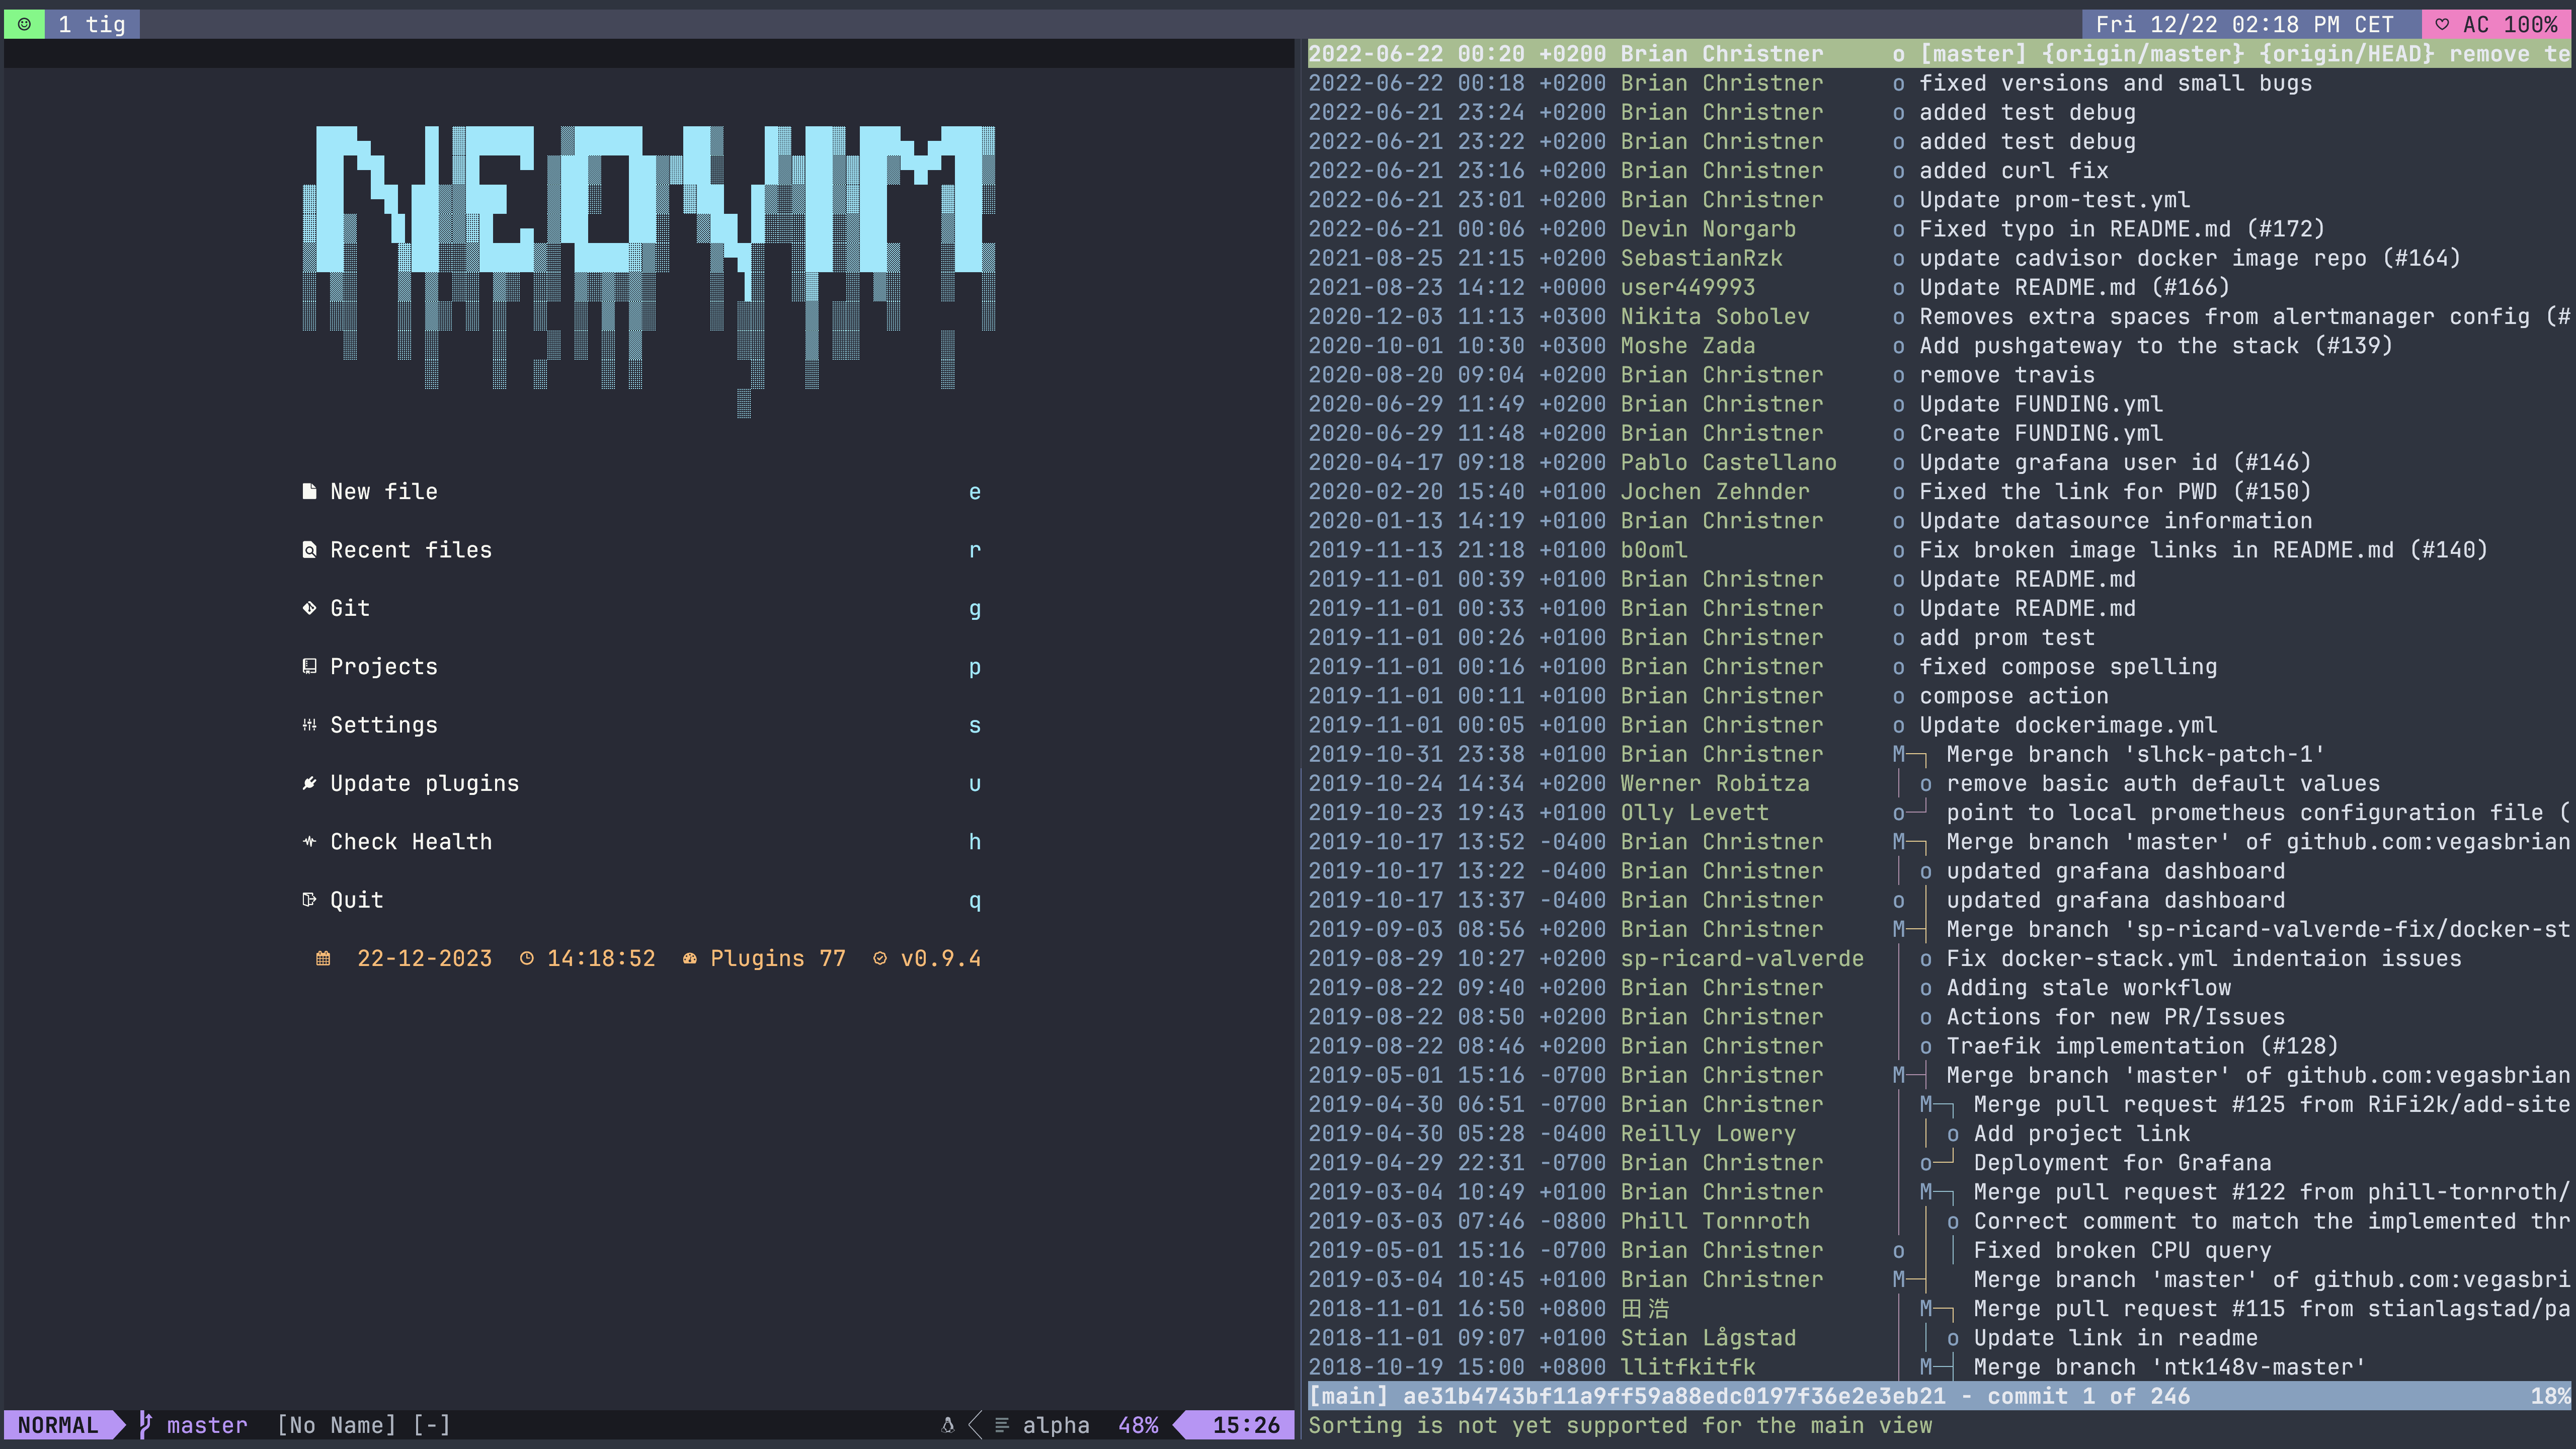 ☺ 1 tig
Fri 12/22 02:18 PM CET ♡ AC 100%
NEOVIM
New file e
Recent files r
Git g
Projects p
Settings s
Update plugins u
Check Health h
Quit q
22-12-2023 14:18:52 Plugins 77 v0.9.4
NORMAL master [No Name] [-] alpha 48% 15:26
2022-06-22 00:20 +0200 Brian Christner o [master] {origin/master} {origin/HEAD} remove te
2022-06-22 00:18 +0200 Brian Christner o fixed versions and small bugs
2022-06-21 23:24 +0200 Brian Christner o added test debug
2022-06-21 23:22 +0200 Brian Christner o added test debug
2022-06-21 23:16 +0200 Brian Christner o added curl fix
2022-06-21 23:01 +0200 Brian Christner o Update prom-test.yml
2022-06-21 00:06 +0200 Devin Norgarb o Fixed typo in README.md (#172)
2021-08-25 21:15 +0200 SebastianRzk o update cadvisor docker image repo (#164)
2021-08-23 14:12 +0000 user449993 o Update README.md (#166)
2020-12-03 11:13 +0300 Nikita Sobolev o Removes extra spaces from alertmanager config (#
2020-10-01 10:30 +0300 Moshe Zada o Add pushgateway to the stack (#139)
2020-08-20 09:04 +0200 Brian Christner o remove travis
2020-06-29 11:49 +0200 Brian Christner o Update FUNDING.yml
2020-06-29 11:48 +0200 Brian Christner o Create FUNDING.yml
2020-04-17 09:18 +0200 Pablo Castellano o Update grafana user id (#146)
2020-02-20 15:40 +0100 Jochen Zehnder o Fixed the link for PWD (#150)
2020-01-13 14:19 +0100 Brian Christner o Update datasource information
2019-11-13 21:18 +0100 b0oml o Fix broken image links in README.md (#140)
2019-11-01 00:39 +0100 Brian Christner o Update README.md
2019-11-01 00:33 +0100 Brian Christner o Update README.md
2019-11-01 00:26 +0100 Brian Christner o add prom test
2019-11-01 00:16 +0100 Brian Christner o fixed compose spelling
2019-11-01 00:11 +0100 Brian Christner o compose action
2019-11-01 00:05 +0100 Brian Christner o Update dockerimage.yml
2019-10-31 23:38 +0100 Brian Christner M─┐ Merge branch 'slhck-patch-1'
2019-10-24 14:34 +0200 Werner Robitza │ o remove basic auth default values
2019-10-23 19:43 +0100 Olly Levett o─┘ point to local prometheus configuration file (
2019-10-17 13:52 -0400 Brian Christner M─┐ Merge branch 'master' of github.com:vegasbrian
2019-10-17 13:22 -0400 Brian Christner │ o updated grafana dashboard
2019-10-17 13:37 -0400 Brian Christner o │ updated grafana dashboard
2019-09-03 08:56 +0200 Brian Christner M─┤ Merge branch 'sp-ricard-valverde-fix/docker-st
2019-08-29 10:27 +0200 sp-ricard-valverde │ o Fix docker-stack.yml indentaion issues
2019-08-22 09:40 +0200 Brian Christner │ o Adding stale workflow
2019-08-22 08:50 +0200 Brian Christner │ o Actions for new PR/Issues
2019-08-22 08:46 +0200 Brian Christner │ o Traefik implementation (#128)
2019-05-01 15:16 -0700 Brian Christner M─┤ Merge branch 'master' of github.com:vegasbrian
2019-04-30 06:51 -0700 Brian Christner │ M─┐ Merge pull request #125 from RiFi2k/add-site
2019-04-30 05:28 -0400 Reilly Lowery │ │ o Add project link
2019-04-29 22:31 -0700 Brian Christner │ o─┘ Deployment for Grafana
2019-03-04 10:49 +0100 Brian Christner │ M─┐ Merge pull request #122 from phill-tornroth/
2019-03-03 07:46 -0800 Phill Tornroth │ │ o Correct comment to match the implemented thr
2019-05-01 15:16 -0700 Brian Christner o │ │ Fixed broken CPU query
2019-03-04 10:45 +0100 Brian Christner M─┤ Merge branch 'master' of github.com:vegasbri
2018-11-01 16:50 +0800 田浩 │ M─┐ Merge pull request #115 from stianlagstad/pa
2018-11-01 09:07 +0100 Stian Lågstad │ │ o Update link in readme
2018-10-19 15:00 +0800 llitfkitfk │ M─┤ Merge branch 'ntk148v-master'
[main] ae31b4743bf11a9ff59a88edc0197f36e2e3eb21 - commit 1 of 246 18%
Sorting is not yet supported for the main view